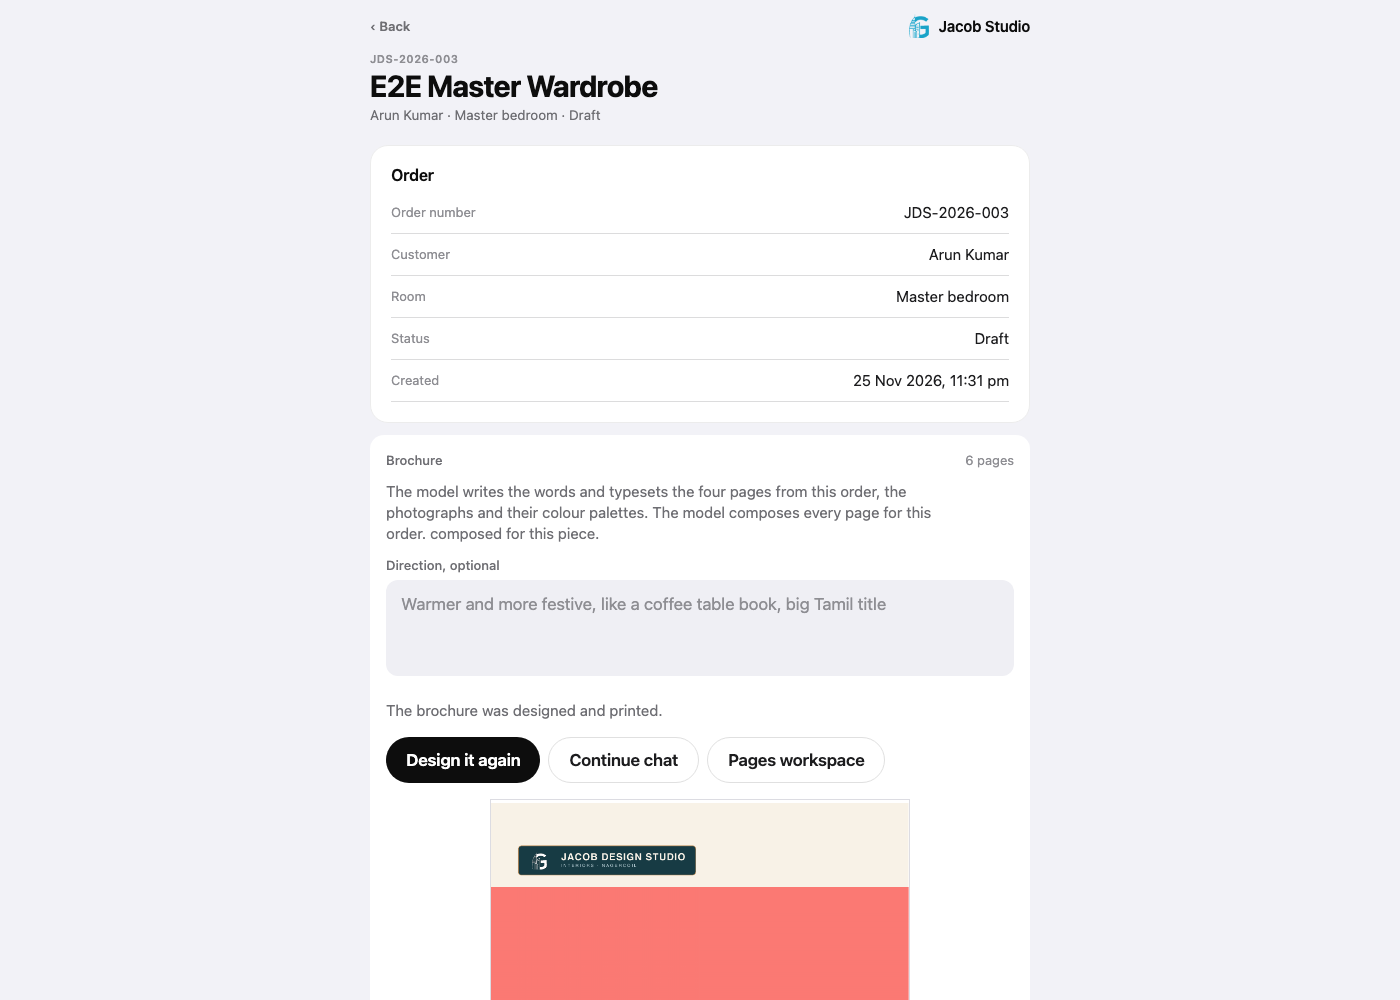 ‹ Back
Jacob Studio
JDS-2026-003
E2E Master Wardrobe
Arun Kumar · Master bedroom · Draft
Order
Order number JDS-2026-003
Customer Arun Kumar
Room Master bedroom
Status Draft
Created 25 Nov 2026, 11:31 pm
Brochure 6 pages
The model writes the words and typesets the four pages from this order, the
photographs and their colour palettes. The model composes every page for this
order. composed for this piece.
Direction, optional
Warmer and more festive, like a coffee table book, big Tamil title
The brochure was designed and printed.
Design it again Continue chat Pages workspace
JACOB DESIGN STUDIO
INTERIORS · NAGERCOIL